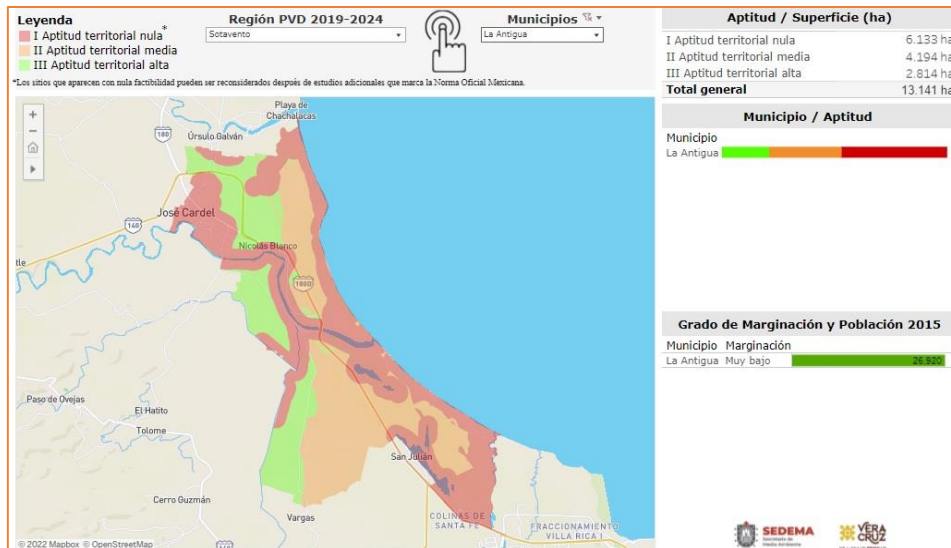 Leyenda
I Aptitud territorial nula *
II Aptitud territorial media
III Aptitud territorial alta
Región PVD 2019-2024
Sotavento
Municipios
La Antigua
*Los sitios que aparecen con nula factibilidad pueden ser reconsiderados después de estudios adicionales que marca la Norma Oficial Mexicana.
Aptitud / Superficie (ha)
I Aptitud territorial nula 6.133 ha
II Aptitud territorial media 4.194 ha
III Aptitud territorial alta 2.814 ha
Total general 13.141 ha
Municipio / Aptitud
Municipio
La Antigua
Grado de Marginación y Población 2015
Municipio Marginación
La Antigua Muy bajo 26,920
Playa de
Chachalacas
180
Úrsulo Galván
José Cardel
140
Nicolás Blanco
180D
Paso de Ovejas
El Hatito
Tolome
San Julián
Cerro Guzmán
Vargas
COLINAS DE
SANTA FE
FRACCIONAMIENTO
VILLA RICA I
© 2022 Mapbox © OpenStreetMap
SEDEMA
VERA
CRUZ